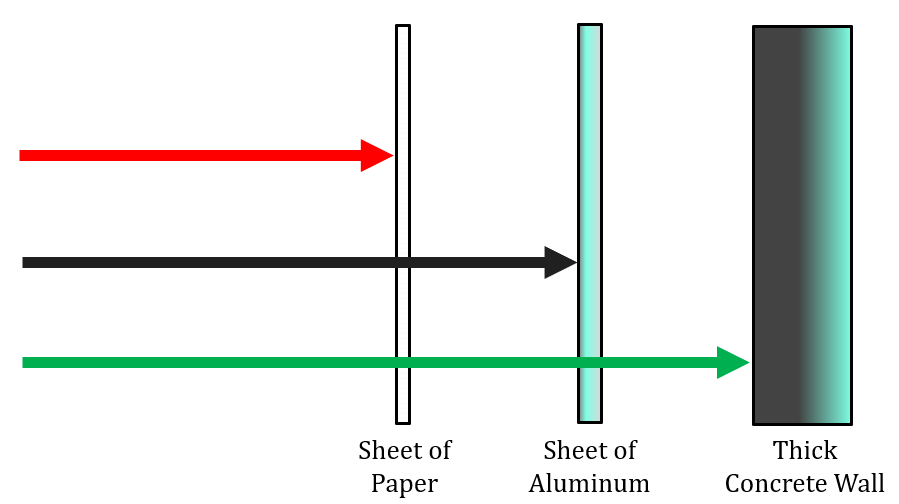 Sheet of
Paper
Sheet of
Aluminum
Thick
Concrete Wall